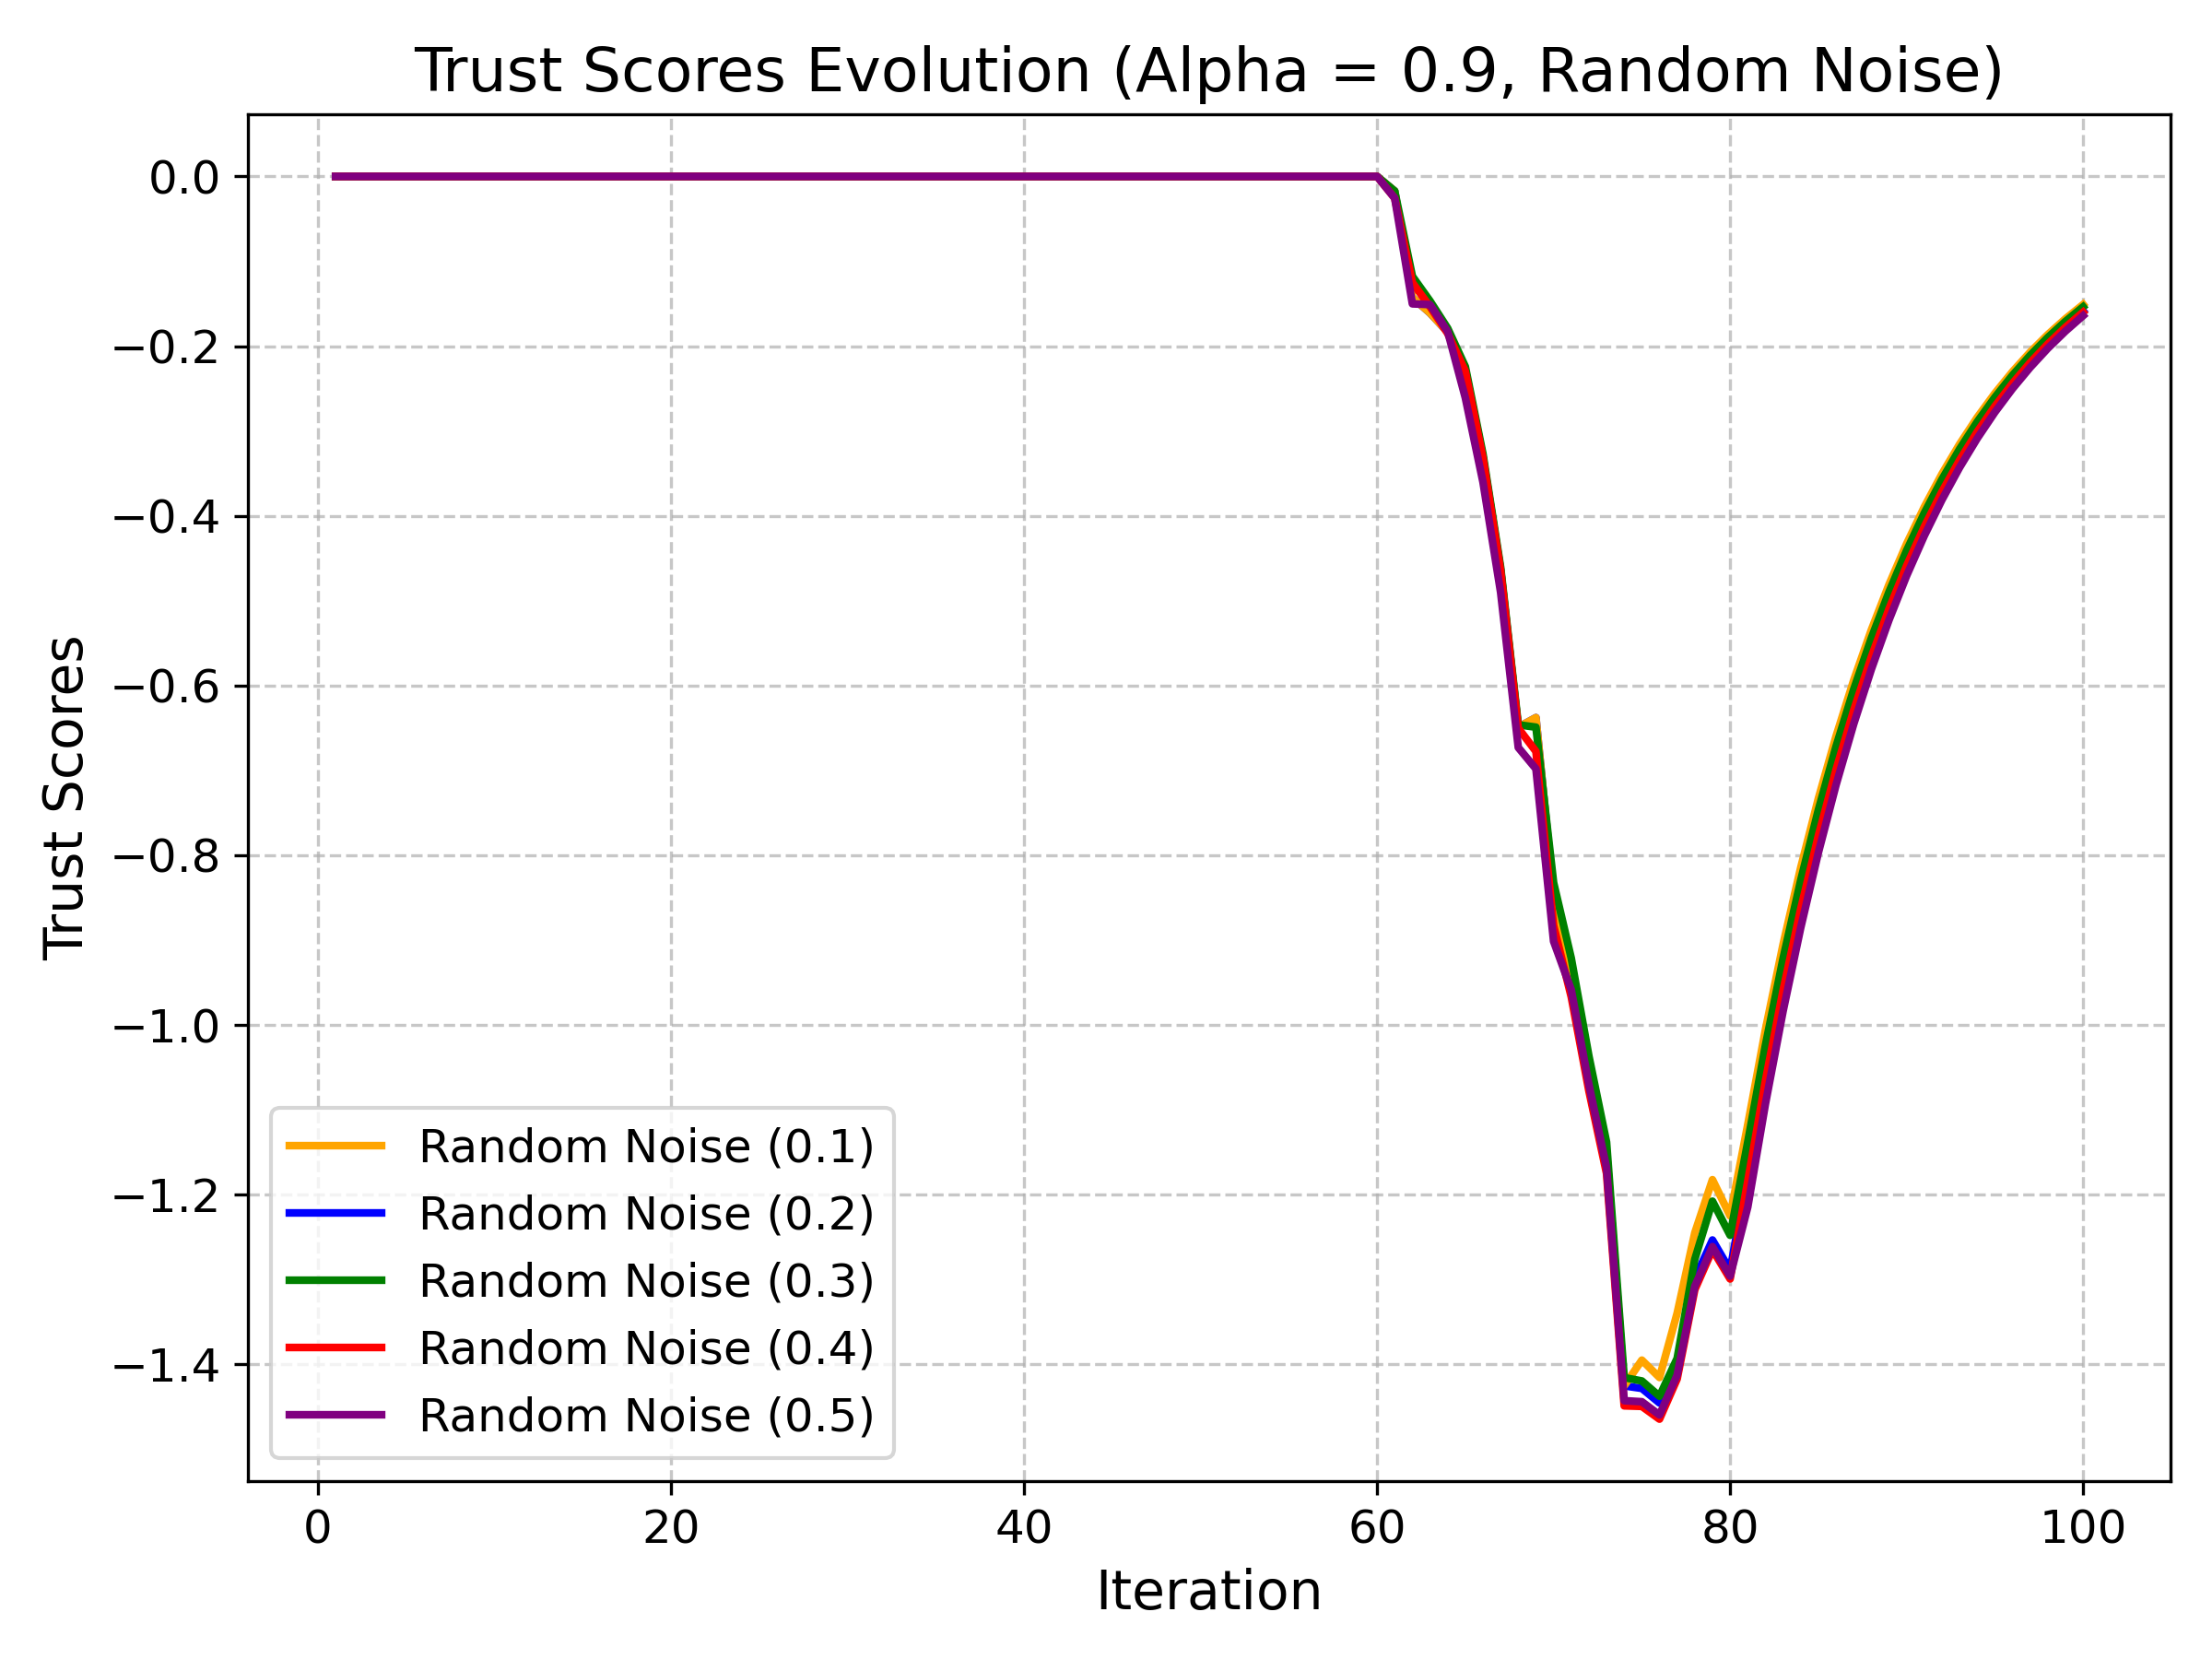 Trust Scores Evolution (Alpha = 0.9, Random Noise)
Trust Scores
0.0
−0.2
−0.4
−0.6
−0.8
−1.0
−1.2
−1.4
Random Noise (0.1)
Random Noise (0.2)
Random Noise (0.3)
Random Noise (0.4)
Random Noise (0.5)
0 20 40 60 80 100
Iteration